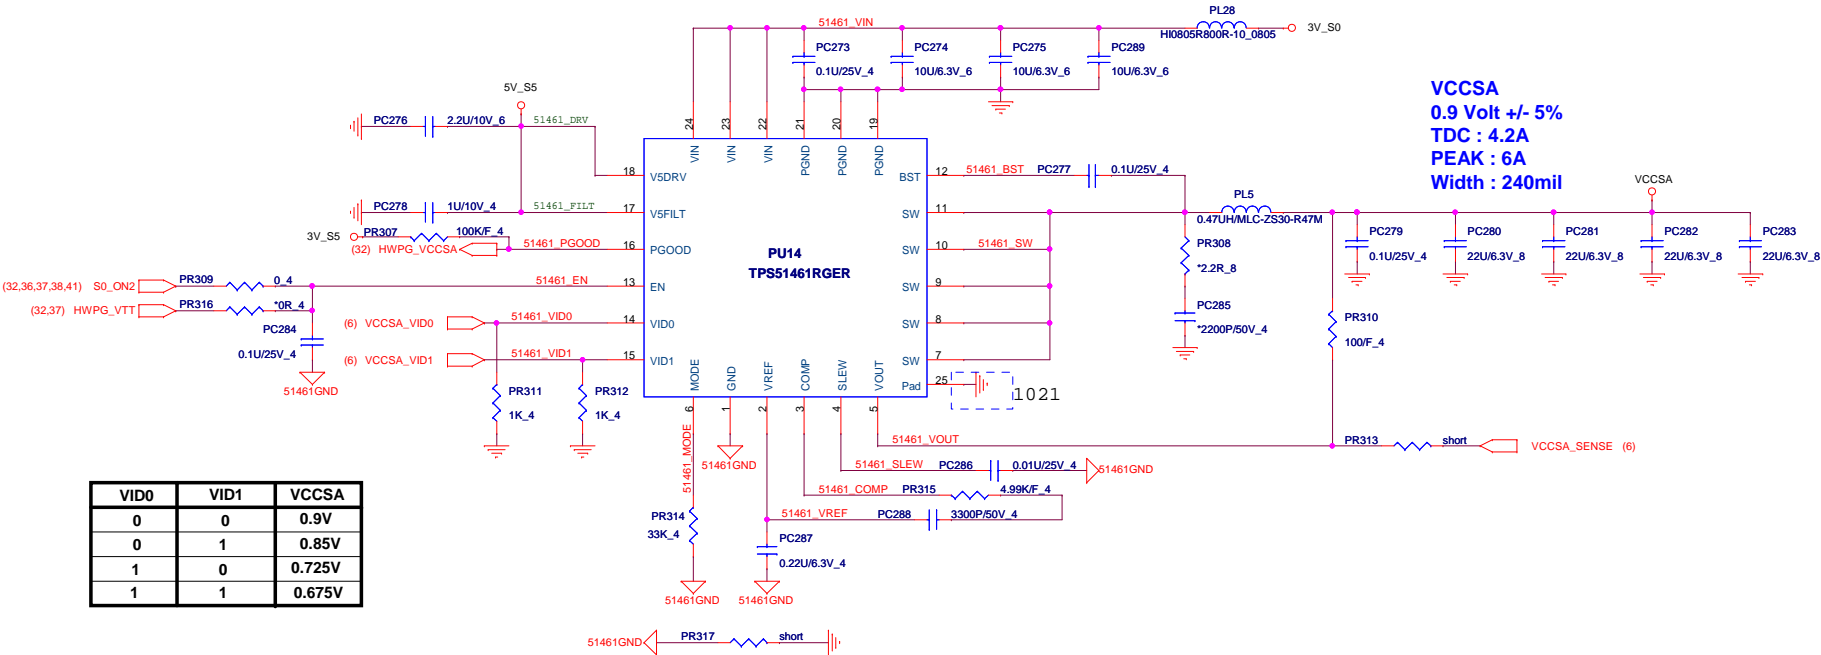 51461_VIN
PL28
HI0805R800R-10_0805
3V_S0
PC273
0.1U/25V_4
PC274
10U/6.3V_6
PC275
10U/6.3V_6
PC289
10U/6.3V_6
VCCSA
0.9 Volt +/- 5%
TDC : 4.2A
PEAK : 6A
Width : 240mil
5V_S5
PC276
2.2U/10V_6
51461_DRV
24
23
22
21
20
19
VIN
VIN
VIN
PGND
PGND
PGND
18
V5DRV
BST
12
51461_BST
PC277
0.1U/25V_4
VCCSA
PC278
1U/10V_4
51461_FILT
17
V5FILT
SW
11
PL5
0.47UH/MLC-ZS30-R47M
3V_S5
PR307
100K/F_4
(32) HWPG_VCCSA
51461_PGOOD
16
PGOOD
PU14
TPS51461RGER
SW
10
51461_SW
PR308
*2.2R_8
PC279
0.1U/25V_4
PC280
22U/6.3V_8
PC281
22U/6.3V_8
PC282
22U/6.3V_8
PC283
22U/6.3V_8
(32,36,37,38,41) S0_ON2
PR309
0_4
51461_EN
13
EN
SW
9
(32,37) HWPG_VTT
PR316
*0R_4
PC284
0.1U/25V_4
51461GND
(6) VCCSA_VID0
51461_VID0
14
VID0
SW
8
PC285
*2200P/50V_4
PR310
100/F_4
(6) VCCSA_VID1
51461_VID1
15
VID1
SW
7
MODE
GND
VREF
COMP
SLEW
VOUT
Pad
25
1021
6
1
2
3
4
5
PR311
1K_4
PR312
1K_4
51461_MODE
51461GND
51461_VOUT
PR313
short
VCCSA_SENSE (6)
51461_SLEW
PC286
0.01U/25V_4
51461GND
51461_COMP
PR315
4.99K/F_4
51461_VREF
PC288
3300P/50V_4
PR314
33K_4
PC287
0.22U/6.3V_4
51461GND
51461GND
VID0 VID1 VCCSA
0 0 0.9V
0 1 0.85V
1 0 0.725V
1 1 0.675V
51461GND
PR317
short